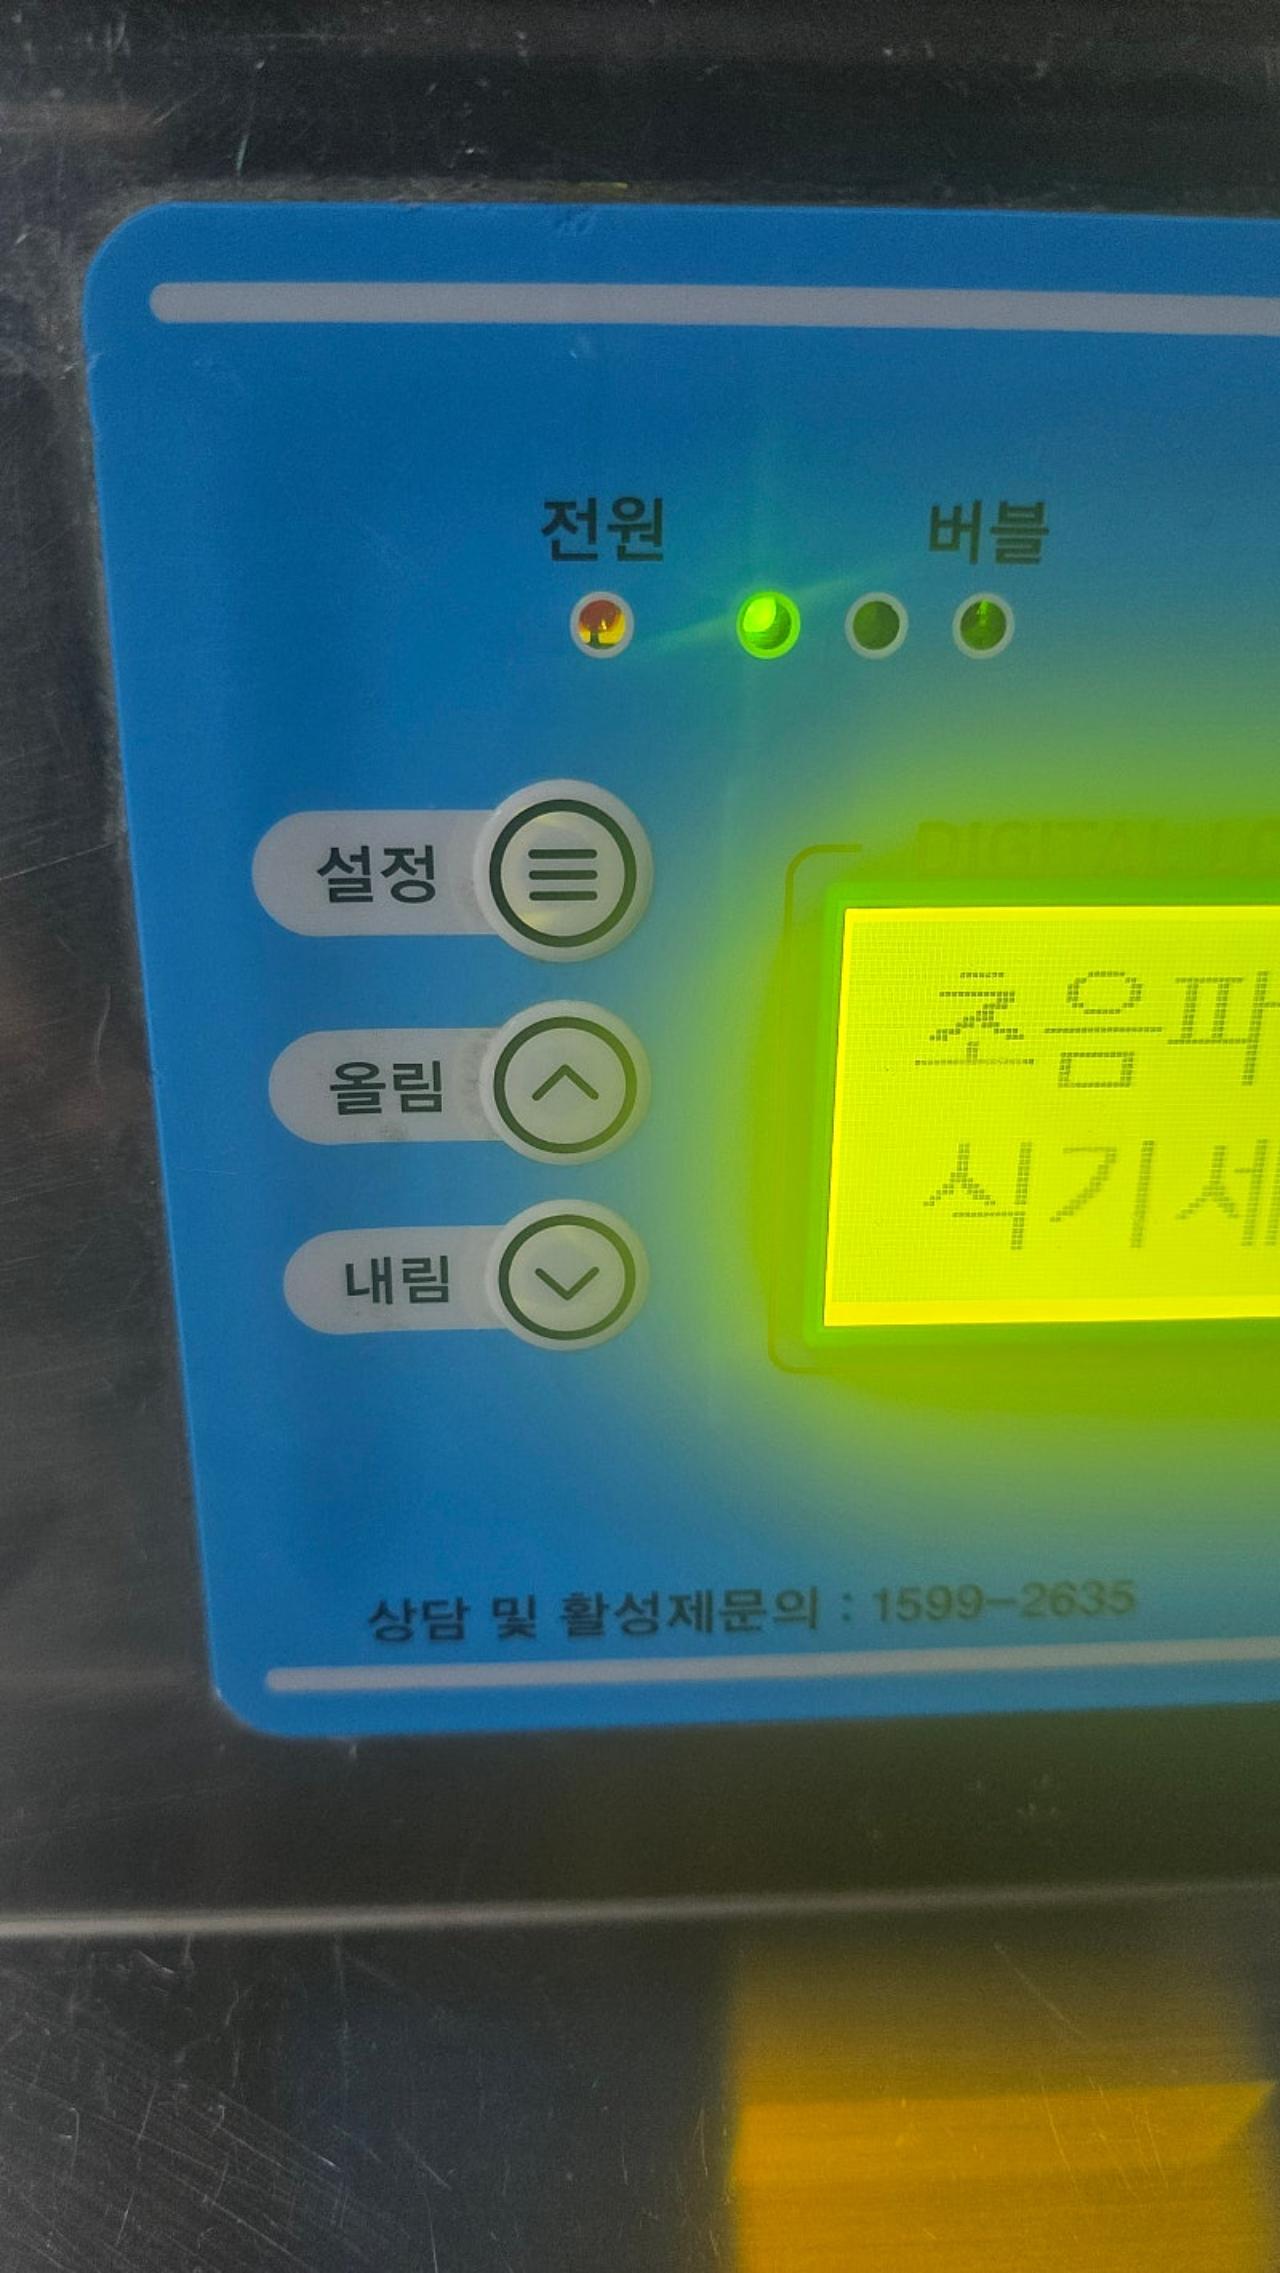 전원 버블
설정
DIGITAL
초음파
올림
식기세
내림
상담 및 활성제문의 : 1599-2635